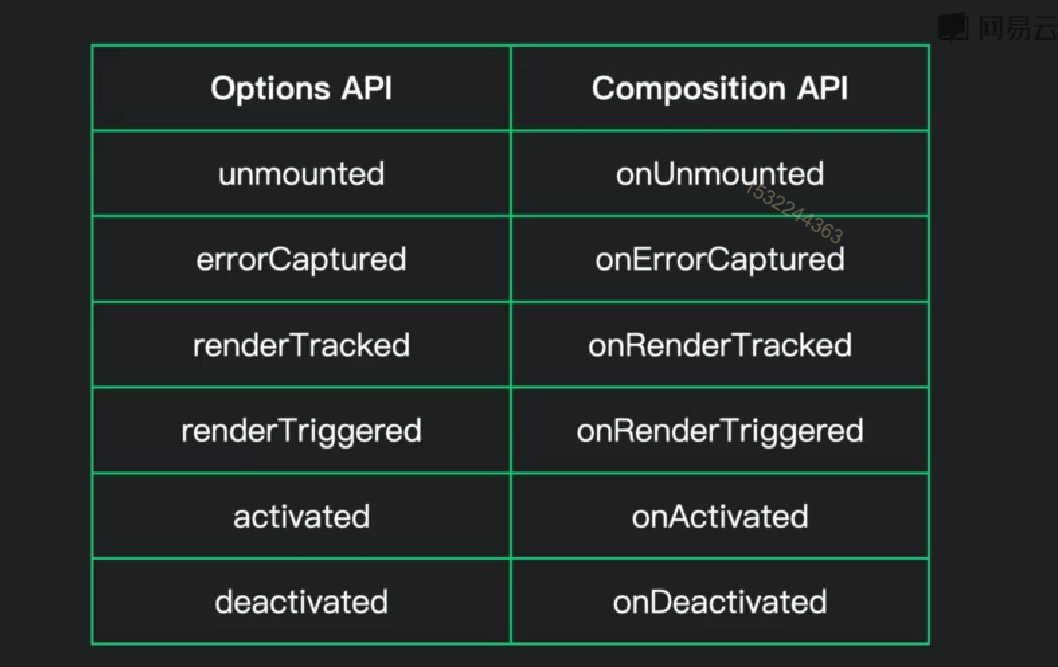 网易云
Options API Composition API
unmounted onUnmounted
15322244363
errorCaptured onErrorCaptured
renderTracked onRenderTracked
renderTriggered onRenderTriggered
activated onActivated
deactivated onDeactivated